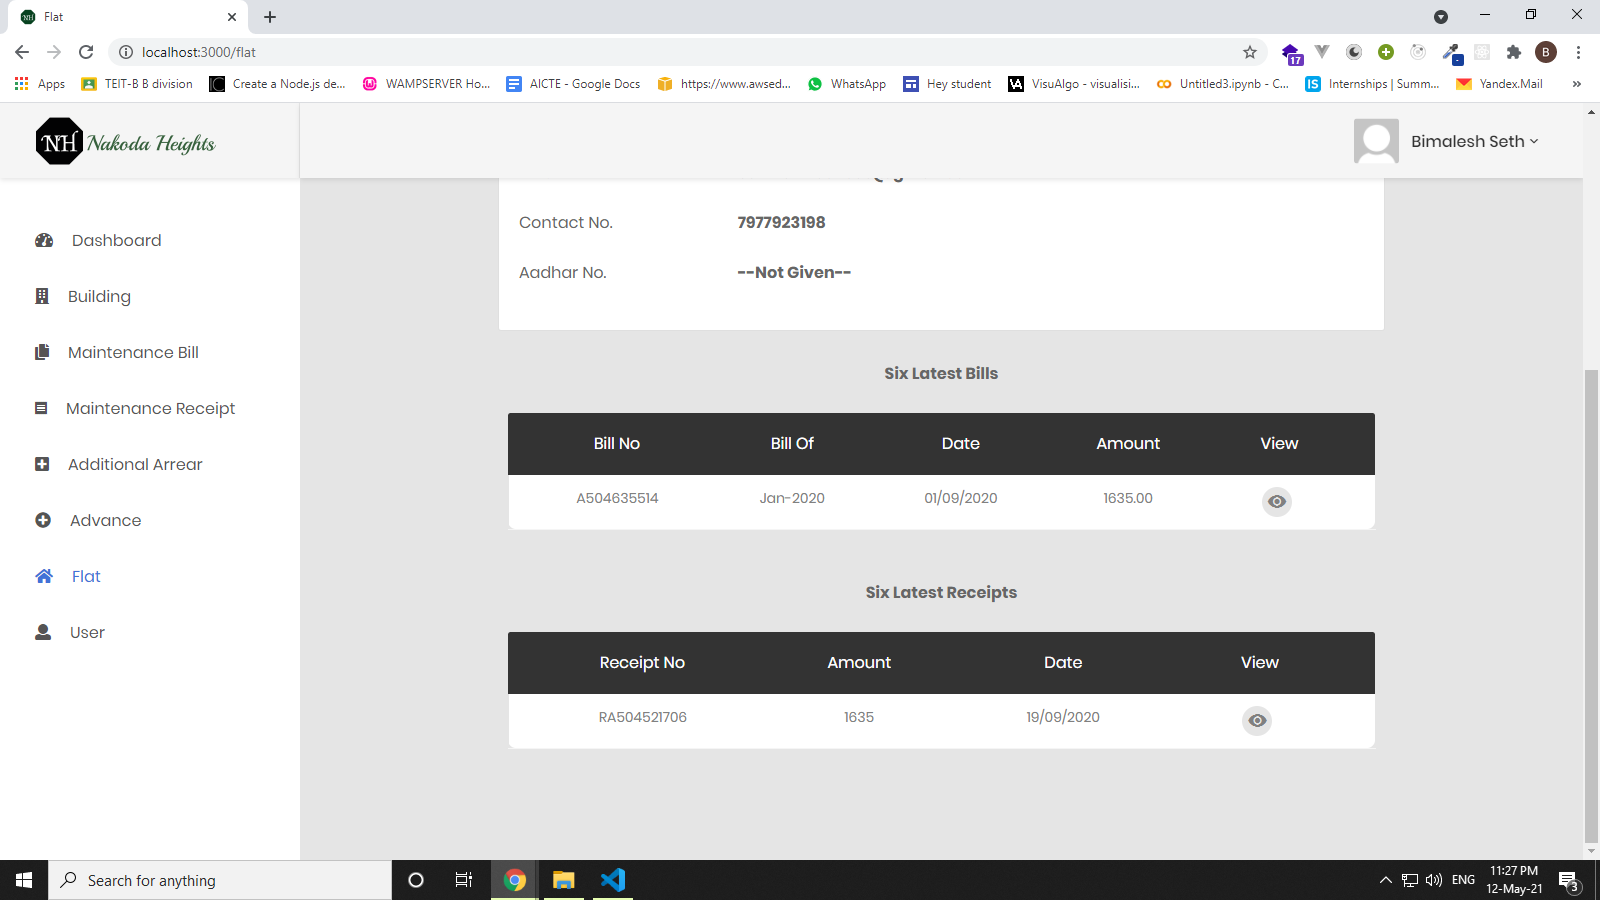 Flat
localhost:3000/flat
17
B
Apps
TEIT-B B division
Create a Node.js de...
WAMPSERVER Ho...
AICTE - Google Docs
https://www.awsed...
WhatsApp
Hey student
VisuAlgo - visualisi...
Untitled3.ipynb - C...
Internships | Summ...
Yandex.Mail
»
NH Nakoda Heights
Bimalesh Seth
Contact No. 7977923198
Aadhar No. --Not Given--
Dashboard
Building
Maintenance Bill
Maintenance Receipt
Additional Arrear
Advance
Flat
User
Six Latest Bills
Bill No Bill Of Date Amount View
A504635514 Jan-2020 01/09/2020 1635.00
Six Latest Receipts
Receipt No Amount Date View
RA504521706 1635 19/09/2020
Search for anything
ENG
11:27 PM
12-May-21
3